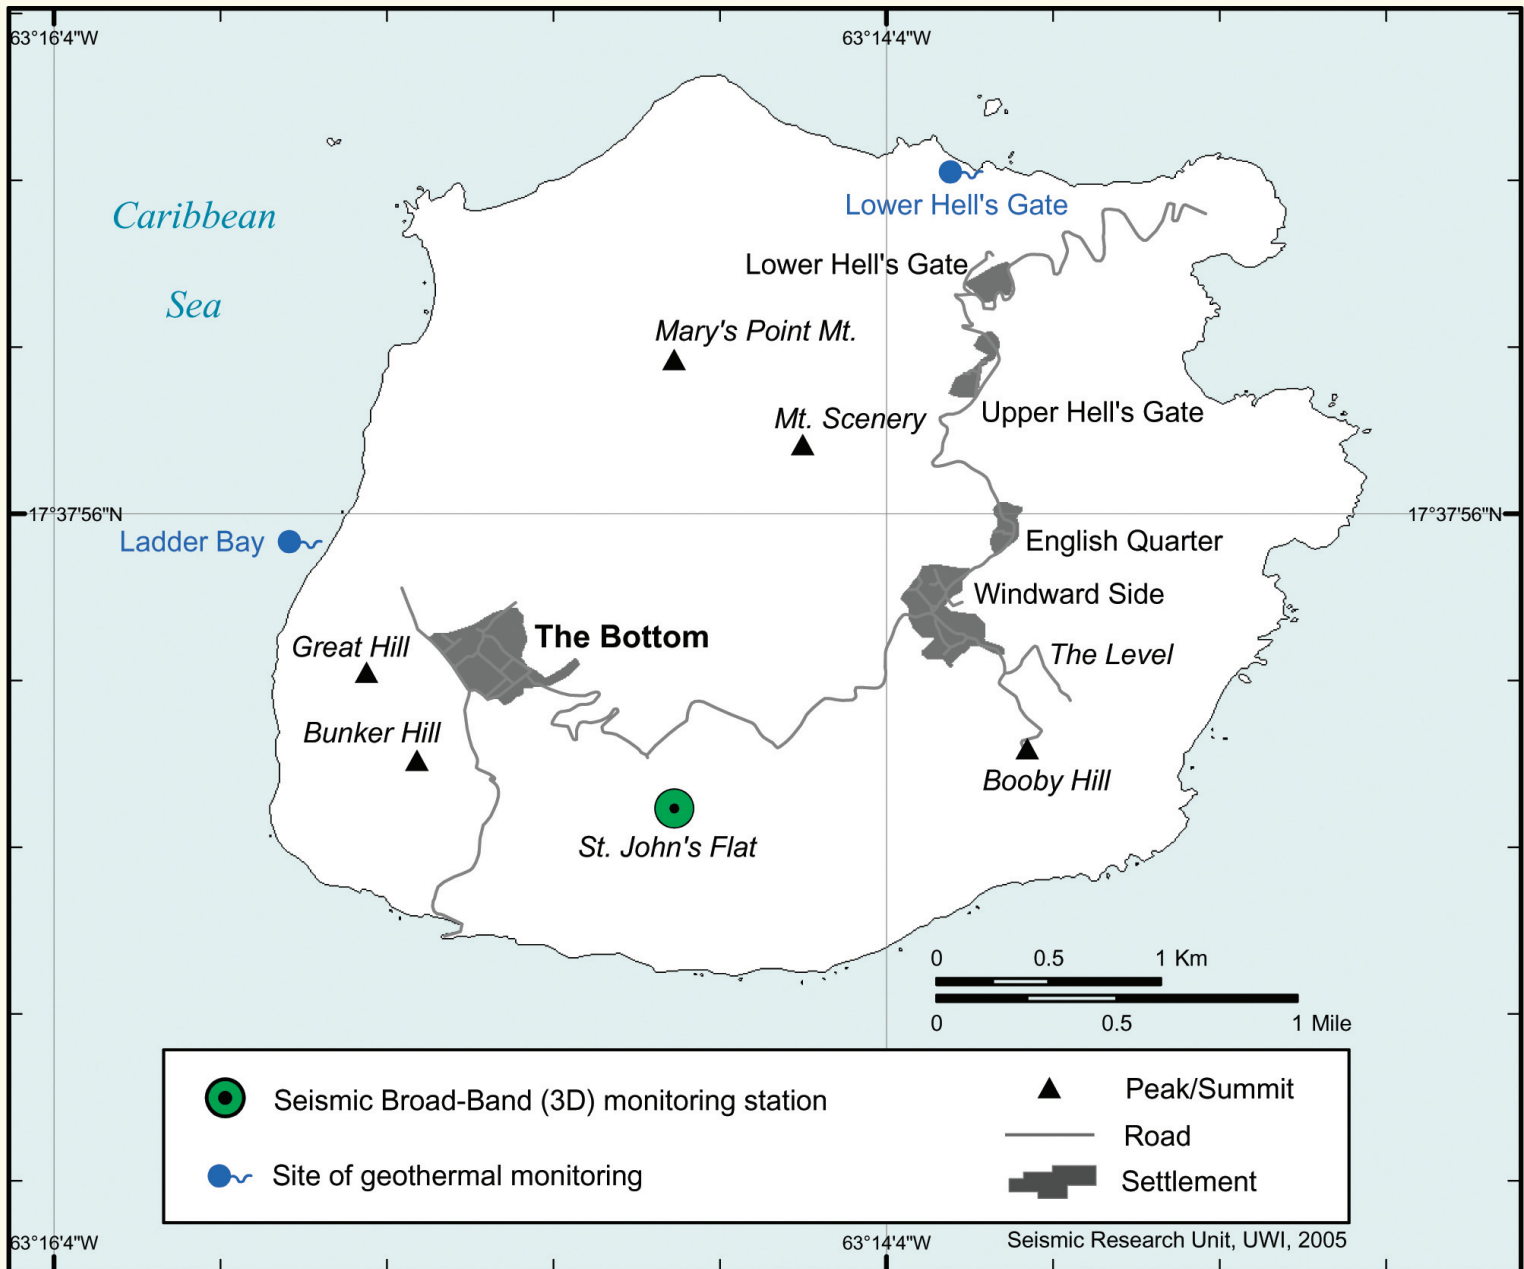 63°16'4"W
63°14'4"W
Caribbean
Sea
Lower Hell's Gate
Lower Hell's Gate
Mary's Point Mt.
Mt. Scenery
Upper Hell's Gate
17°37'56"N
17°37'56"N
Ladder Bay
English Quarter
Windward Side
The Bottom
Great Hill
The Level
Bunker Hill
Booby Hill
St. John's Flat
0 0.5 1 Km
0 0.5 1 Mile
Seismic Broad-Band (3D) monitoring station
Site of geothermal monitoring
Peak/Summit
Road
Settlement
63°16'4"W
63°14'4"W
Seismic Research Unit, UWI, 2005